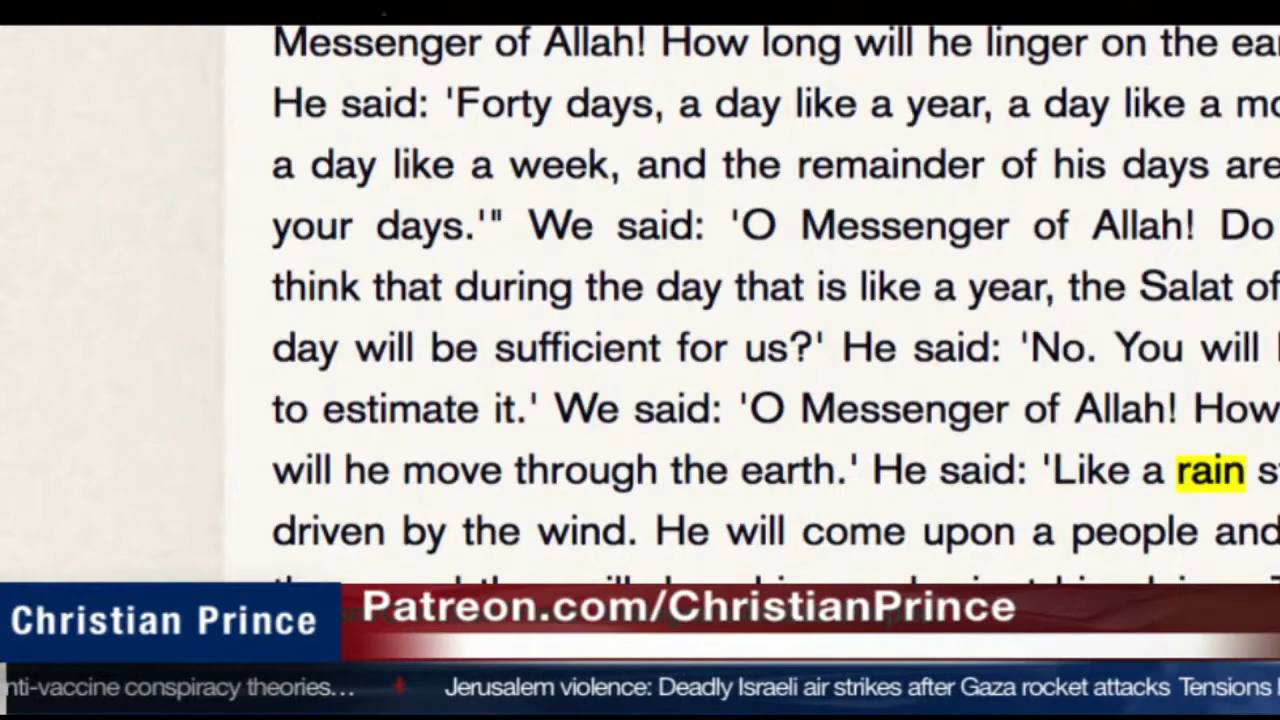 Messenger of Allah! How long will he linger on the
He said: 'Forty days, a day like a year, a day like a
a day like a week, and the remainder of his days are
your days.'" We said: 'O Messenger of Allah! Do
think that during the day that is like a year, the Salat of
day will be sufficient for us?' He said: 'No. You will
to estimate it.' We said: 'O Messenger of Allah! How
will he move through the earth.' He said: 'Like a rain
driven by the wind. He will come upon a people and
Patreon.com/ChristianPrince
Christian Prince
nti-vaccine conspiracy theories... Jerusalem violence: Deadly Israeli air strikes after Gaza rocket attacks Tensions